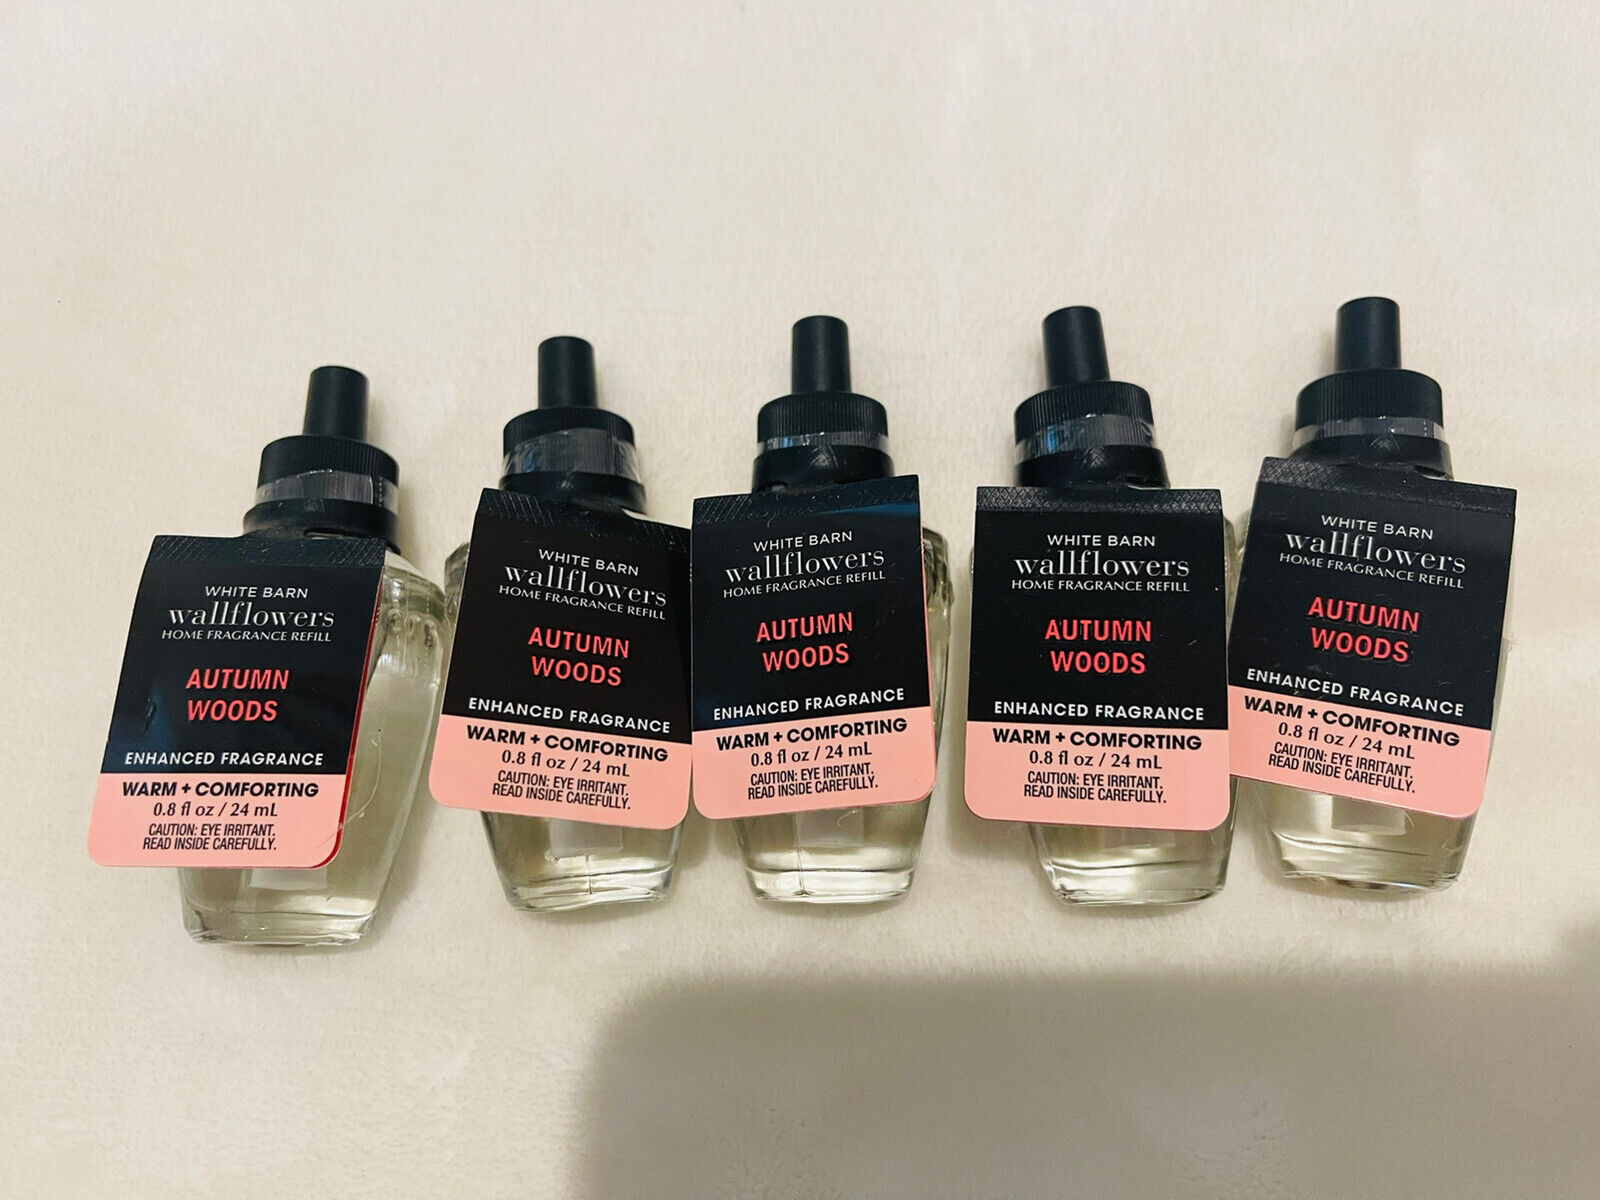 WHITE BARN
wallflowers
HOME FRAGRANCE REFILL
AUTUMN
WOODS
ENHANCED FRAGRANCE
WARM + COMFORTING
0.8 fl oz / 24 mL
CAUTION: EYE IRRITANT.
READ INSIDE CAREFULLY.
WHITE BARN
wallflowers
HOME FRAGRANCE REFILL
AUTUMN
WOODS
ENHANCED FRAGRANCE
WARM + COMFORTING
0.8 fl oz / 24 mL
CAUTION: EYE IRRITANT.
READ INSIDE CAREFULLY.
WHITE BARN
wallflowers
HOME FRAGRANCE REFILL
AUTUMN
WOODS
ENHANCED FRAGRANCE
WARM + COMFORTING
0.8 fl oz / 24 mL
CAUTION: EYE IRRITANT.
READ INSIDE CAREFULLY.
WHITE BARN
wallflowers
HOME FRAGRANCE REFILL
AUTUMN
WOODS
ENHANCED FRAGRANCE
WARM + COMFORTING
0.8 fl oz / 24 mL
CAUTION: EYE IRRITANT.
READ INSIDE CAREFULLY.
WHITE BARN
wallflowers
HOME FRAGRANCE REFILL
AUTUMN
WOODS
ENHANCED FRAGRANCE
WARM + COMFORTING
0.8 fl oz / 24 mL
CAUTION: EYE IRRITANT.
READ INSIDE CAREFULLY.